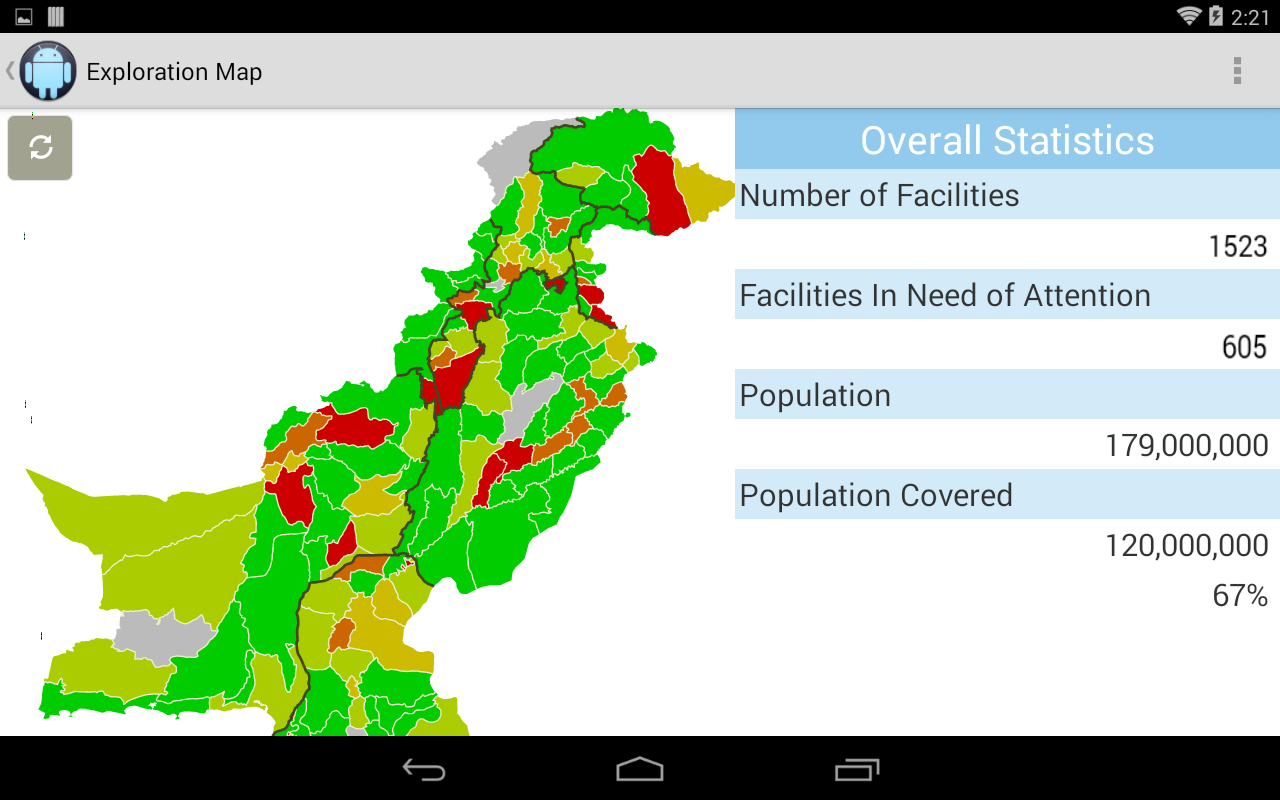 2:21
Exploration Map
Overall Statistics
Number of Facilities
1523
Facilities In Need of Attention
605
Population
179,000,000
Population Covered
120,000,000
67%